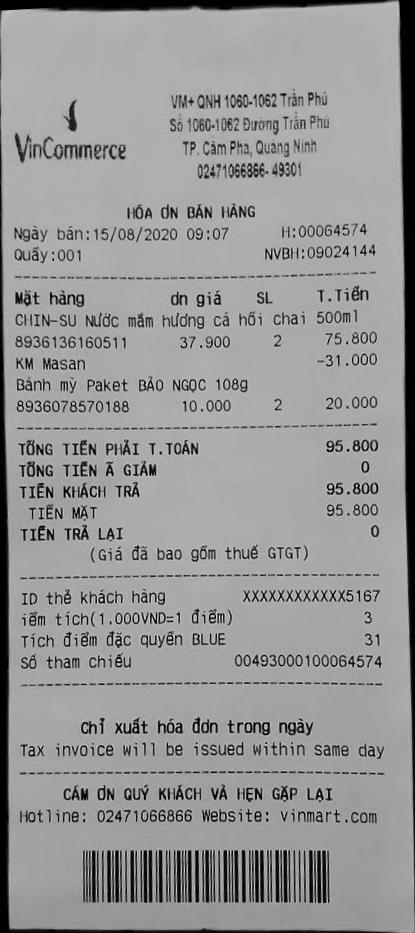 VinCommerce
VM+ QNH 1060-1062 Trần Phú
Số 1060-1062 Đường Trần Phú
TP. Cẩm Phả, Quảng Ninh
02471066866- 49301
HÓA ƠN BÁN HÀNG
Ngày bán:15/08/2020 09:07 H:00064574
Quầy:001 NVBH:09024144
Mặt hàng ơn giá SL T.Tiền
CHIN-SU Nước mắm hương cá hồi chai 500ml
8936136160511 37.900 2 75.800
KM Masan -31.000
Bánh mỳ Paket BẢO NGỌC 108g
8936078570188 10.000 2 20.000
TỔNG TIỀN PHẢI T.TOÁN 95.800
TỔNG TIỀN Ã GIẢM 0
TIỀN KHÁCH TRẢ 95.800
TIỀN MẶT 95.800
TIỀN TRẢ LẠI 0
(Giá đã bao gồm thuế GTGT)
ID thẻ khách hàng XXXXXXXXXXXX5167
iểm tích(1.000VND=1 điểm) 3
Tích điểm đặc quyền BLUE 31
Số tham chiếu 00493000100064574
Chỉ xuất hóa đơn trong ngày
Tax invoice will be issued within same day
CẢM ƠN QUÝ KHÁCH VÀ HẸN GẶP LẠI
Hotline: 02471066866 Website: vinmart.com